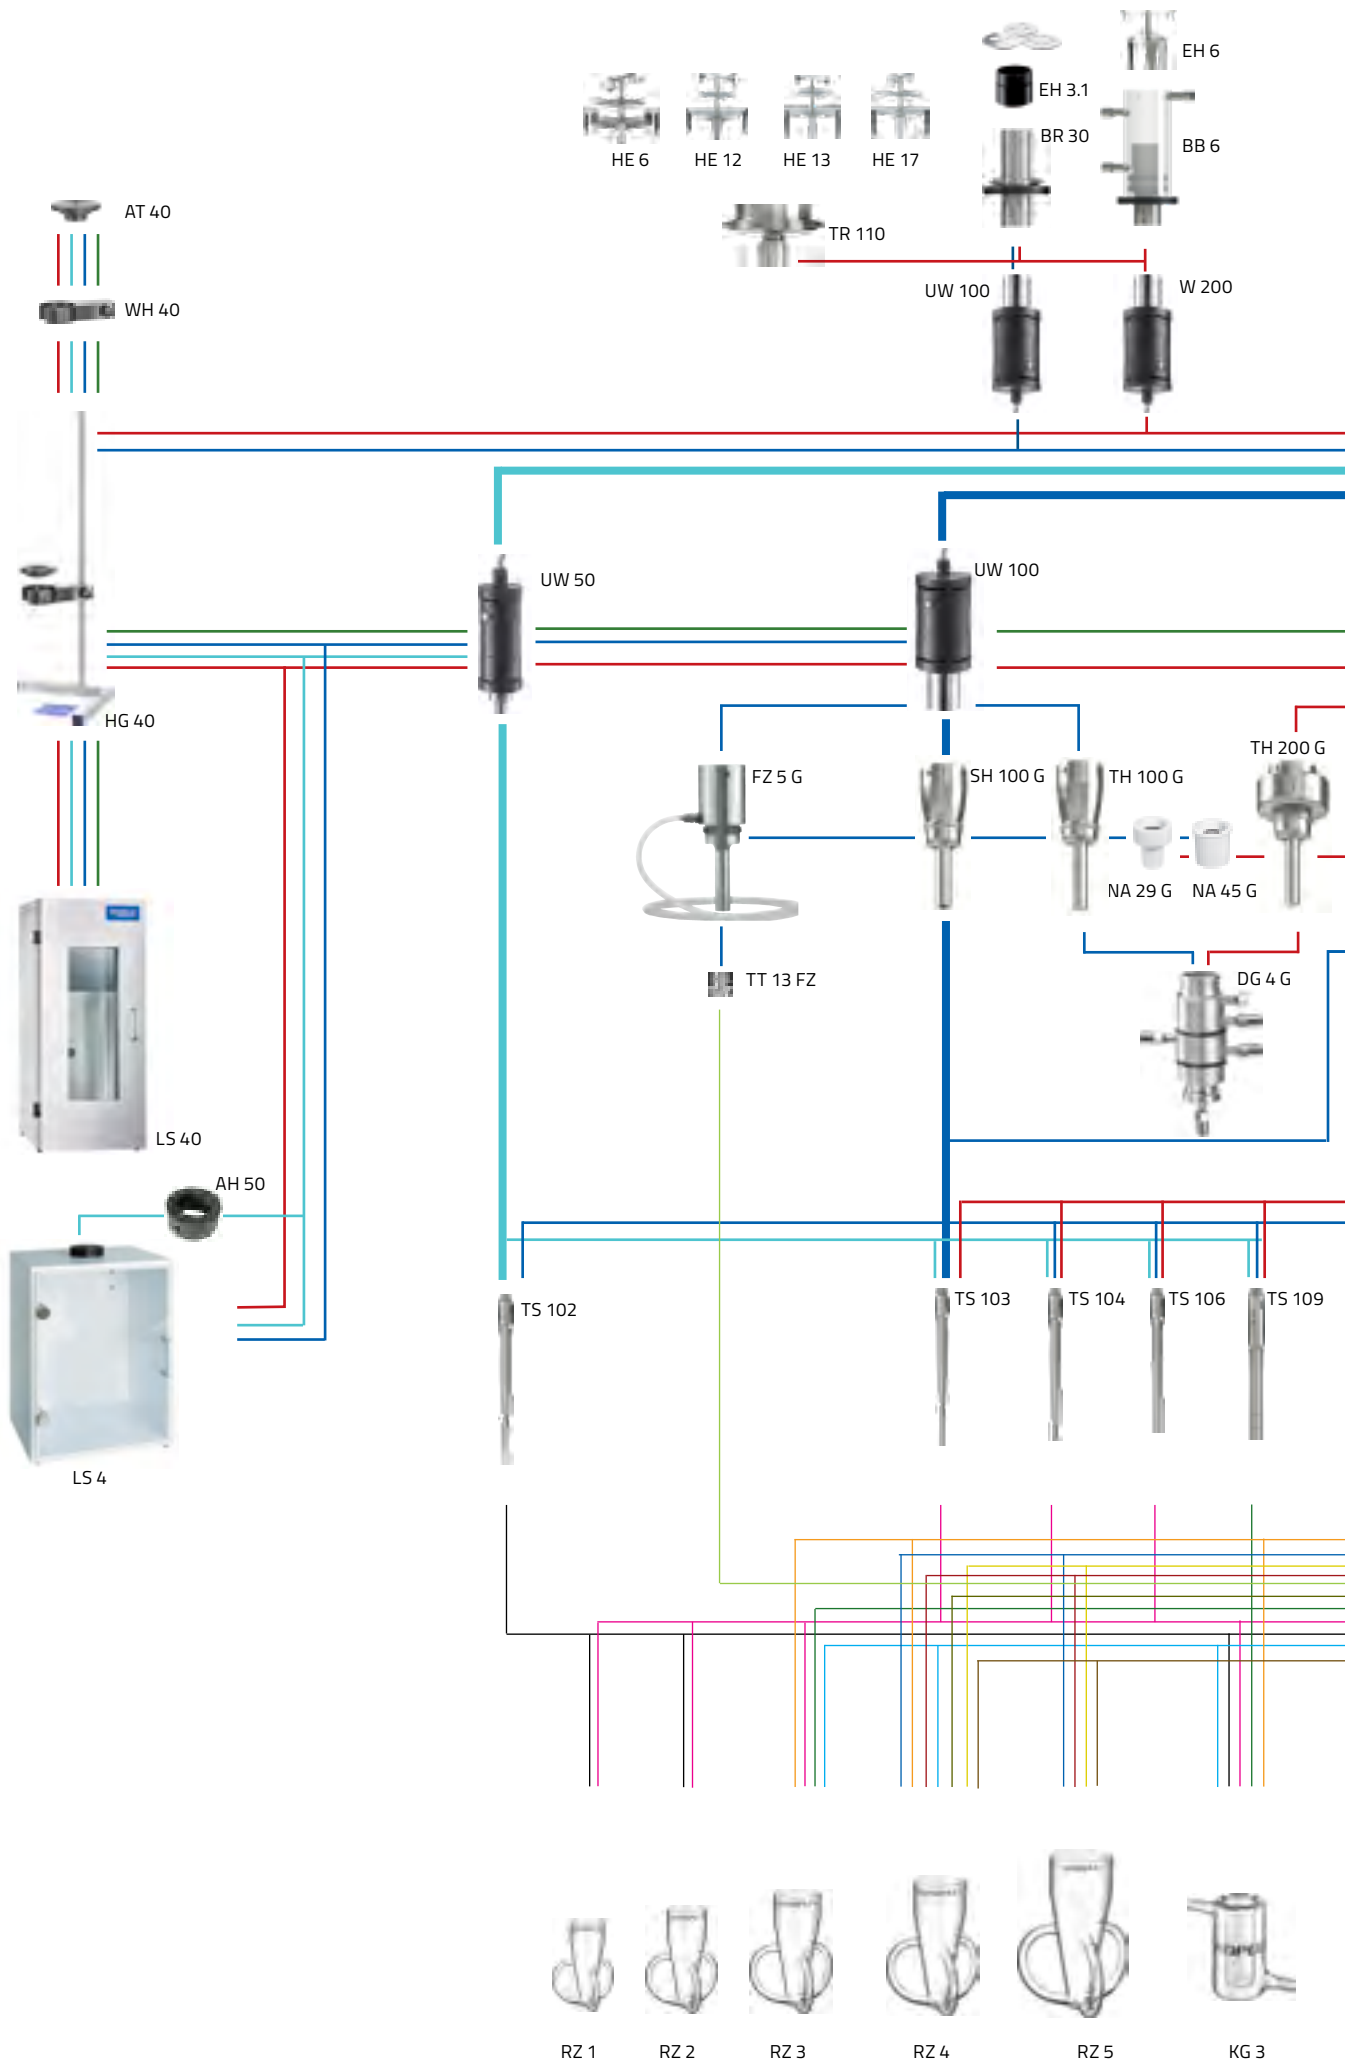 EH 6
EH 3.1
BR 30
BB 6
HE 6
HE 12
HE 13
HE 17
AT 40
TR 110
UW 100
W 200
WH 40
UW 50
UW 100
HG 40
TH 200 G
FZ 5 G
SH 100 G
TH 100 G
NA 29 G
NA 45 G
TT 13 FZ
DG 4 G
LS 40
AH 50
TS 102
TS 103
TS 104
TS 106
TS 109
LS 4
RZ 1
RZ 2
RZ 3
RZ 4
RZ 5
KG 3